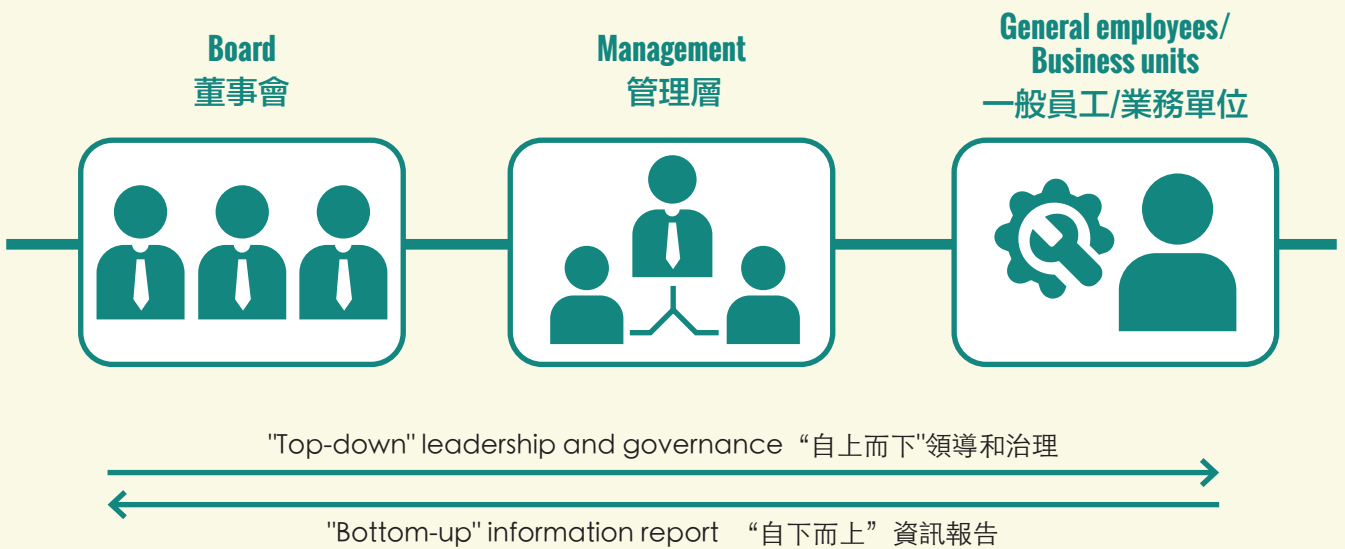 Board
董事會
Management
管理層
General employees/
Business units
一般員工/業務單位
"Top-down" leadership and governance “自上而下"領導和治理
"Bottom-up" information report “自下而上”資訊報告